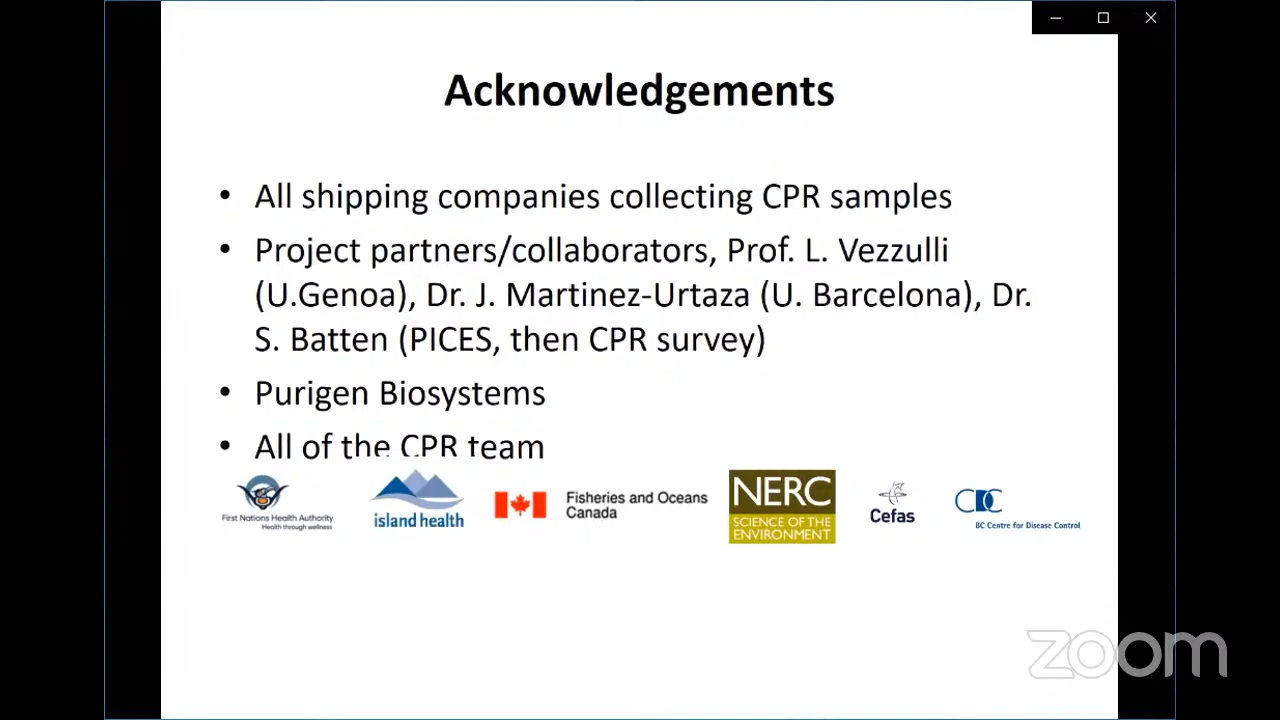 Acknowledgements
• All shipping companies collecting CPR samples
• Project partners/collaborators, Prof. L. Vezzulli
(U.Genoa), Dr. J. Martinez-Urtaza (U. Barcelona), Dr.
S. Batten (PICES, then CPR survey)
• Purigen Biosystems
• All of the CPR team
First Nations Health Authority
Health through wellness
island health
Fisheries and Oceans
Canada
NERC
SCIENCE OF THE
ENVIRONMENT
Cefas
CDC
BC Centre for Disease Control
zoom